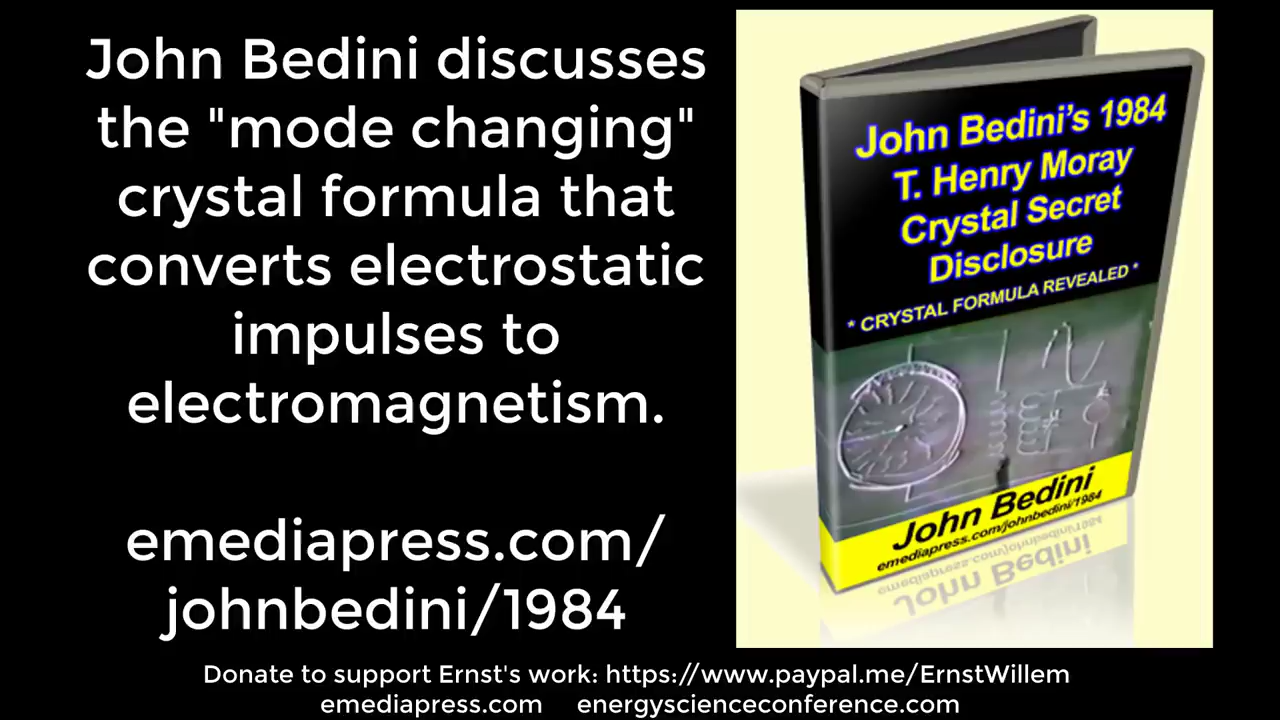 John Bedini discusses
the "mode changing"
crystal formula that
converts electrostatic
impulses to
electromagnetism.
emediapress.com/
johnbedini/1984
John Bedini's 1984
T. Henry Moray
Crystal Secret
Disclosure
* CRYSTAL FORMULA REVEALED *
John Bedini
emediapress.com/johnbedini/1984
Donate to support Ernst's work: https://www.paypal.me/ErnstWillem
emediapress.com energyscienceconference.com